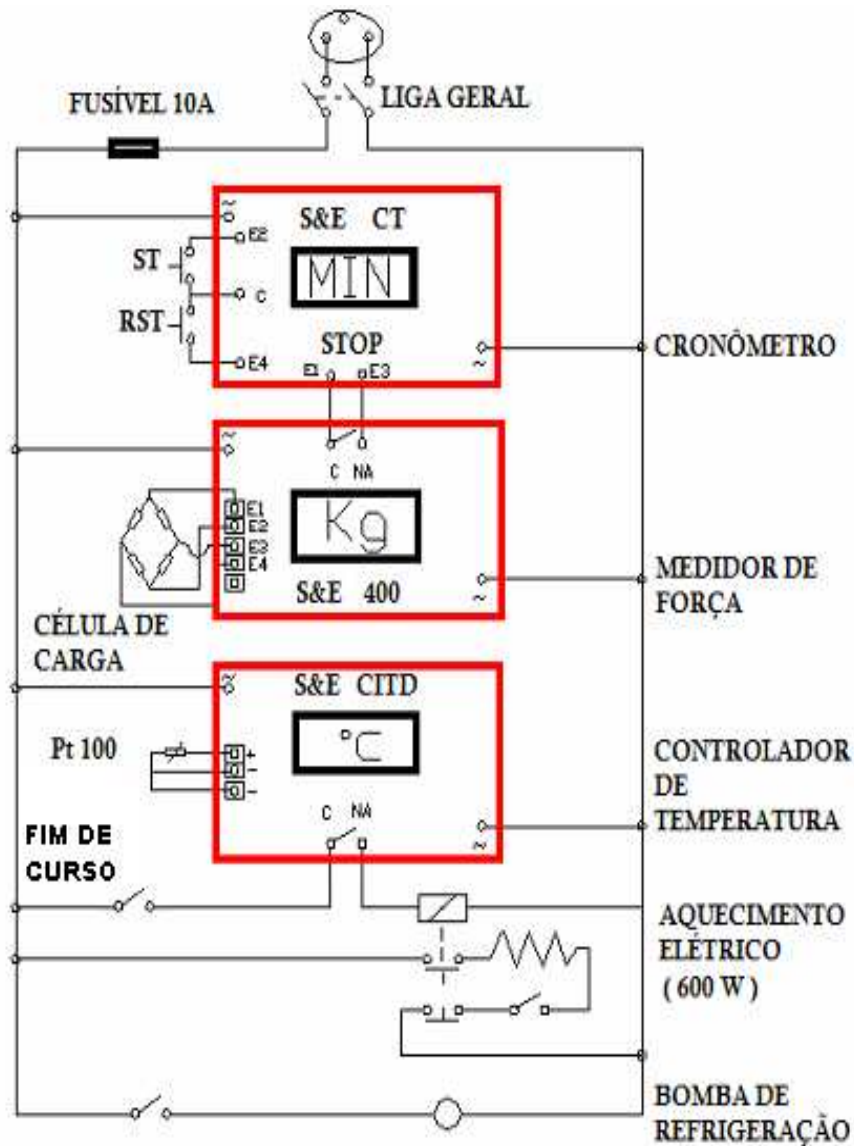 LIGA GERAL
FUSÍVEL 10A
~
S&E CT
E2
ST
MIN
C
RST
STOP
E4
E1
E3
~
CRONÔMETRO
~
C NA
E1
E2
Kg
E3
E4
S&E 400
~
MEDIDOR DE
FORÇA
CÉLULA DE
CARGA
~
S&E CITD
Pt 100
°C
+
-
-
CONTROLADOR
DE
TEMPERATURA
C NA
~
FIM DE
CURSO
AQUECIMENTO
ELÉTRICO
( 600 W )
BOMBA DE
REFRIGERAÇÃO